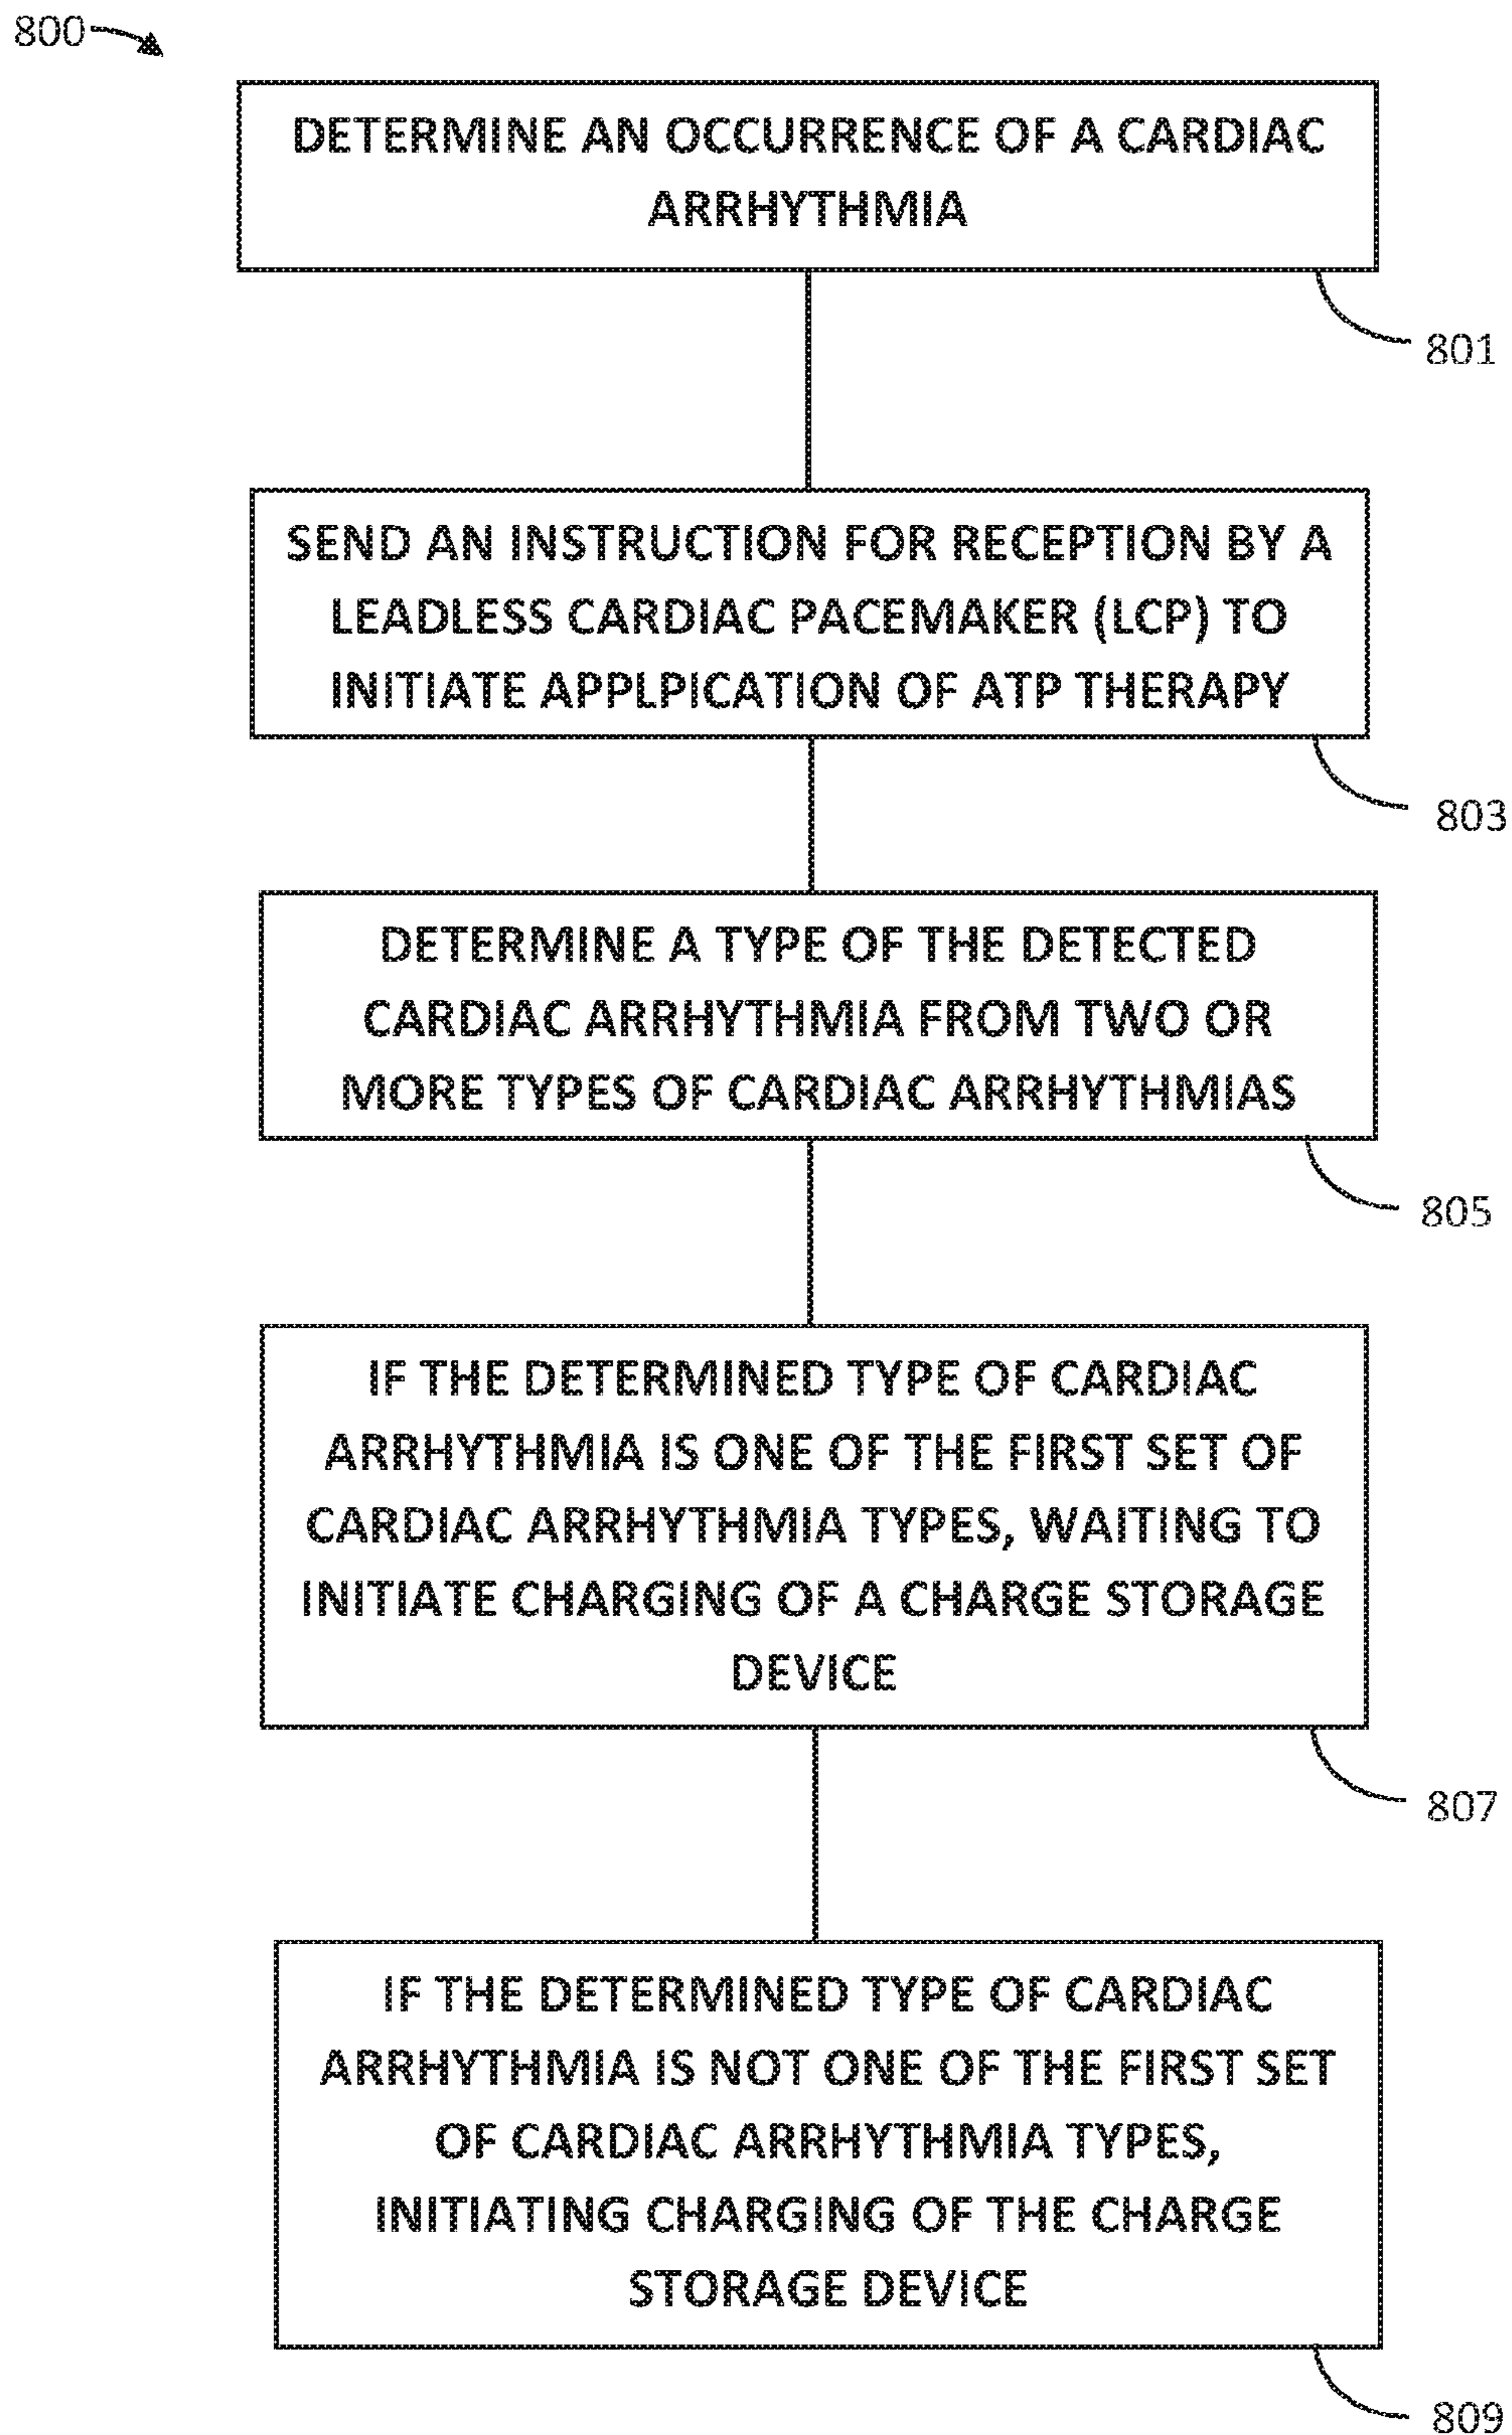 800
DETERMINE AN OCCURRENCE OF A CARDIAC
ARRHYTHMIA
801
SEND AN INSTRUCTION FOR RECEPTION BY A
LEADLESS CARDIAC PACEMAKER (LCP) TO
INITIATE APPLPICATION OF ATP THERAPY
803
DETERMINE A TYPE OF THE DETECTED
CARDIAC ARRHYTHMIA FROM TWO OR
MORE TYPES OF CARDIAC ARRHYTHMIAS
805
IF THE DETERMINED TYPE OF CARDIAC
ARRHYTHMIA IS ONE OF THE FIRST SET OF
CARDIAC ARRHYTHMIA TYPES, WAITING TO
INITIATE CHARGING OF A CHARGE STORAGE
DEVICE
807
IF THE DETERMINED TYPE OF CARDIAC
ARRHYTHMIA IS NOT ONE OF THE FIRST SET
OF CARDIAC ARRHYTHMIA TYPES,
INITIATING CHARGING OF THE CHARGE
STORAGE DEVICE
809